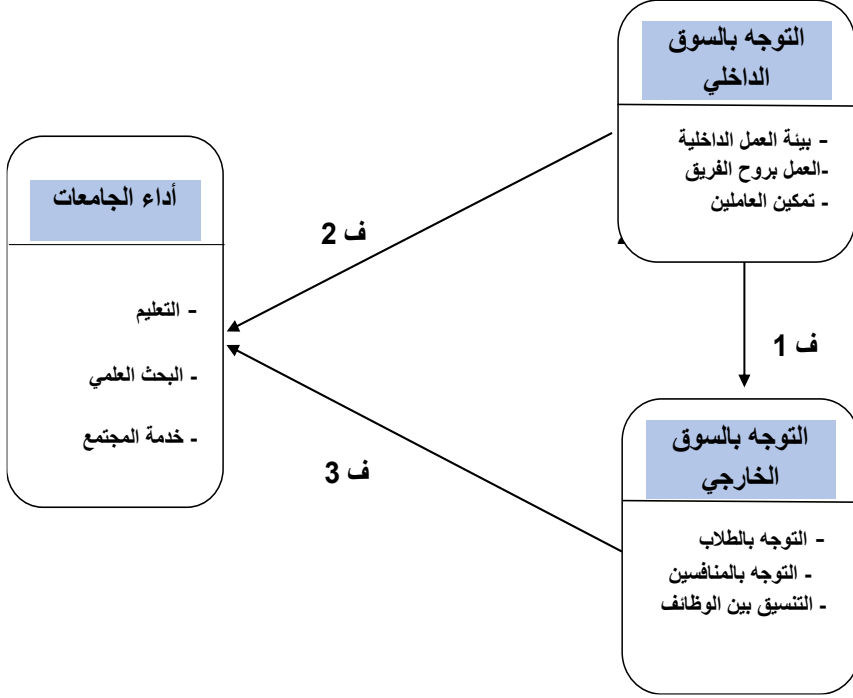 التوجه بالسوق
الداخلي
- بيئة العمل الداخلية
-العمل بروح الفريق
- تمكين العاملين
ف 1
التوجه بالسوق
الخارجي
- التوجه بالطلاب
- التوجه بالمنافسين
- التنسيق بين الوظائف
ف 2
ف 3
أداء الجامعات
- التعليم
- البحث العلمي
- خدمة المجتمع